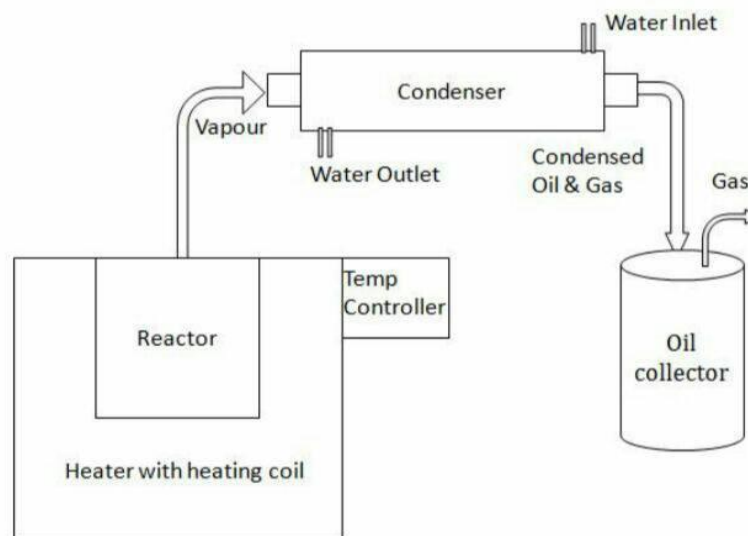 Water Inlet
Condenser
Vapour
Water Outlet
Condensed
Oil & Gas
Gas
Temp
Controller
Reactor
Oil
collector
Heater with heating coil